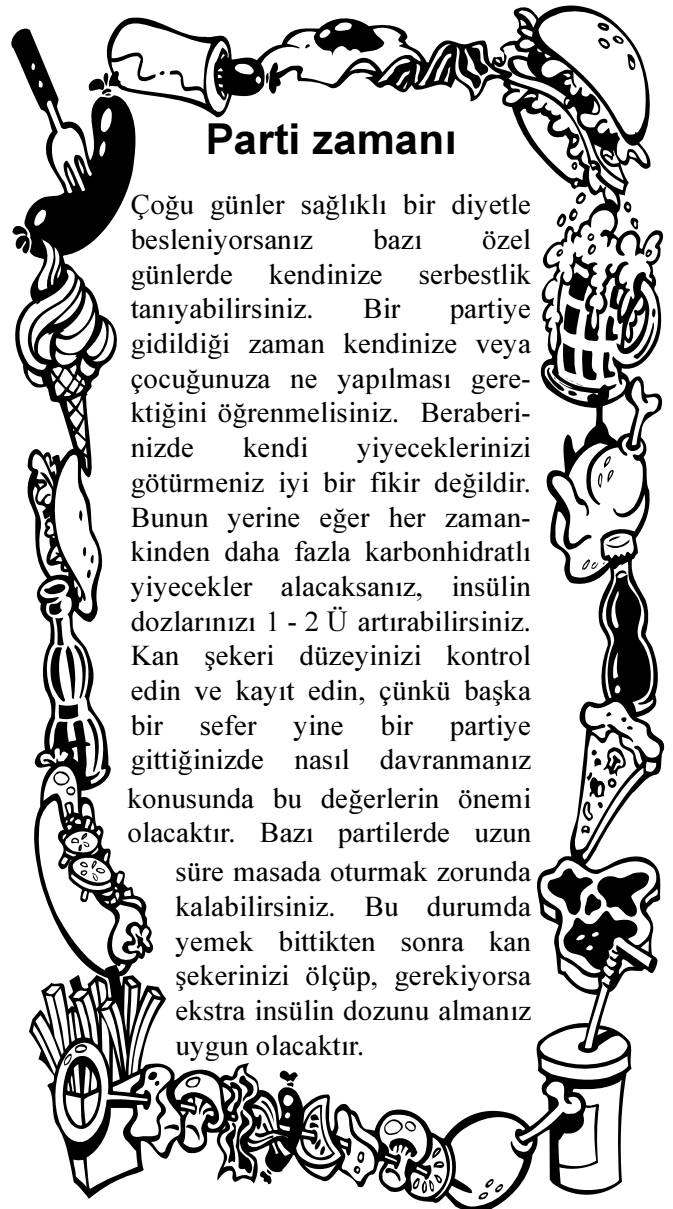 Parti zamanı
Çoğu günler sağlıklı bir diyetle
besleniyorsanız bazı özel
günlerde kendinize serbestlik
tanıyabilirsiniz. Bir partiye
gidildiği zaman kendinize veya
çocuğunuza ne yapılması gere-
ktiğini öğrenmelisiniz. Beraberi-
nizde kendi yiyeceklerinizi
götürmeniz iyi bir fikir değildir.
Bunun yerine eğer her zaman-
kinden daha fazla karbonhidratlı
yiyecekler alacaksanız, insülin
dozlarınızı 1 - 2 Ü artırabilirsiniz.
Kan şekeri düzeyinizi kontrol
edin ve kayıt edin, çünkü başka
bir sefer yine bir partiye
gittiğinizde nasıl davranmanız
konusunda bu değerlerin önemi
olacaktır. Bazı partilerde uzun
süre masada oturmak zorunda
kalabilirsiniz. Bu durumda
yemek bittikten sonra kan
şekerinizi ölçüp, gerekiyorsa
ekstra insülin dozunu almanız
uygun olacaktır.